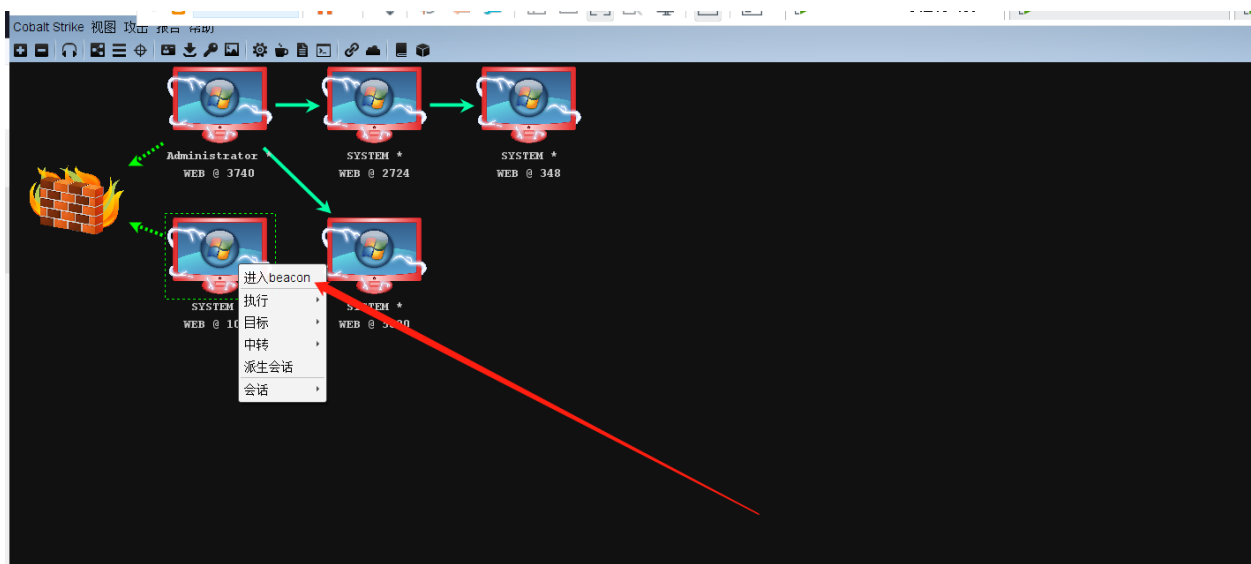 Cobalt Strike 视图 攻击 报告 帮助
Administrator *
WEB @ 3740
SYSTEM *
WEB @ 2724
SYSTEM *
WEB @ 348
SYSTEM
WEB @ 10
SYSTEM *
WEB @
进入beacon
执行
目标
中转
派生会话
会话